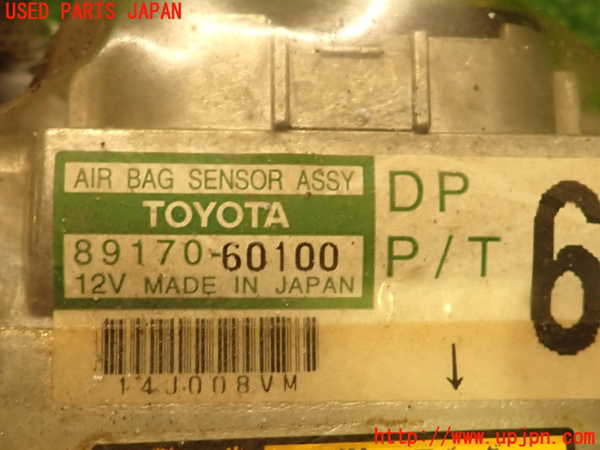 USED PARTS JAPAN
AIR BAG SENSOR ASSY
TOYOTA
89170-60100
12V MADE IN JAPAN
DP
P/T
6
14J008VM
http://www.upjpn.com